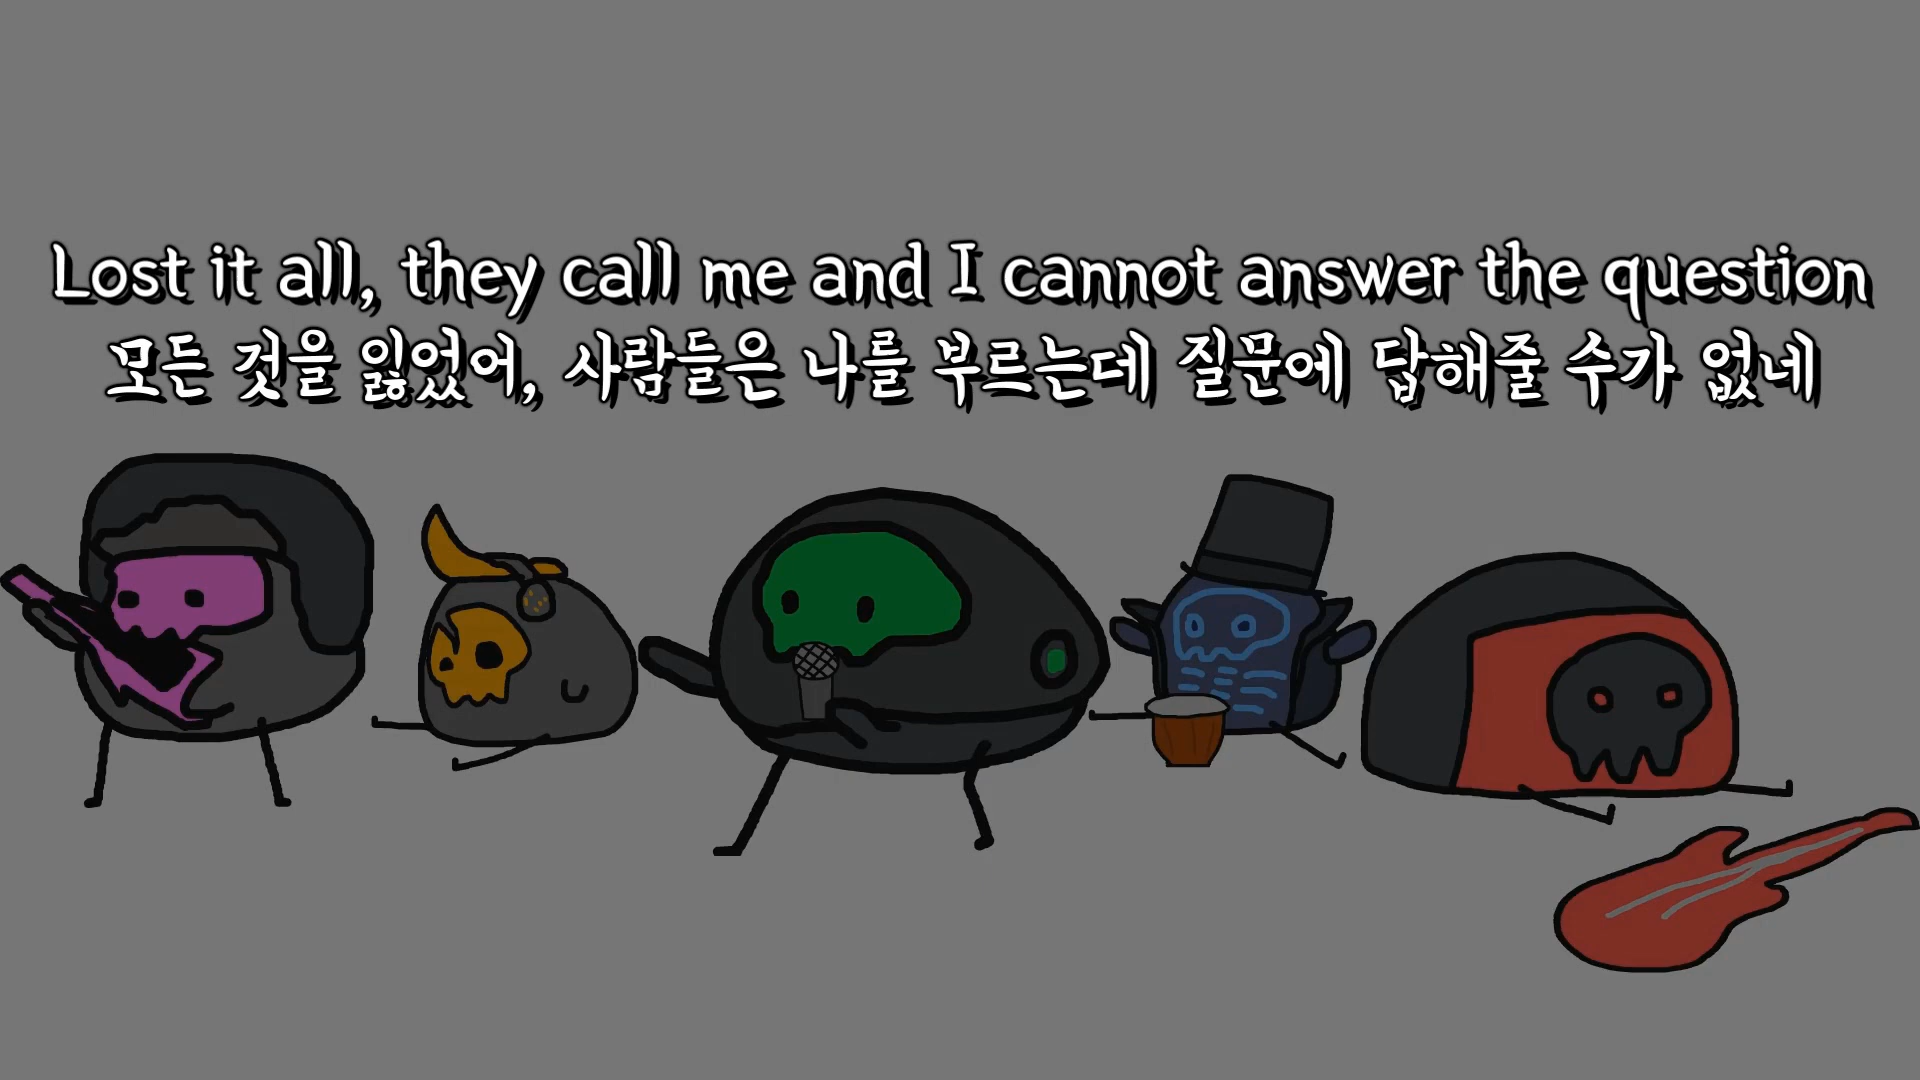 Lost it all, they call me and I cannot answer the question
모든 것을 잃었어, 사람들은 나를 부르는데 질문에 답해줄 수가 없네